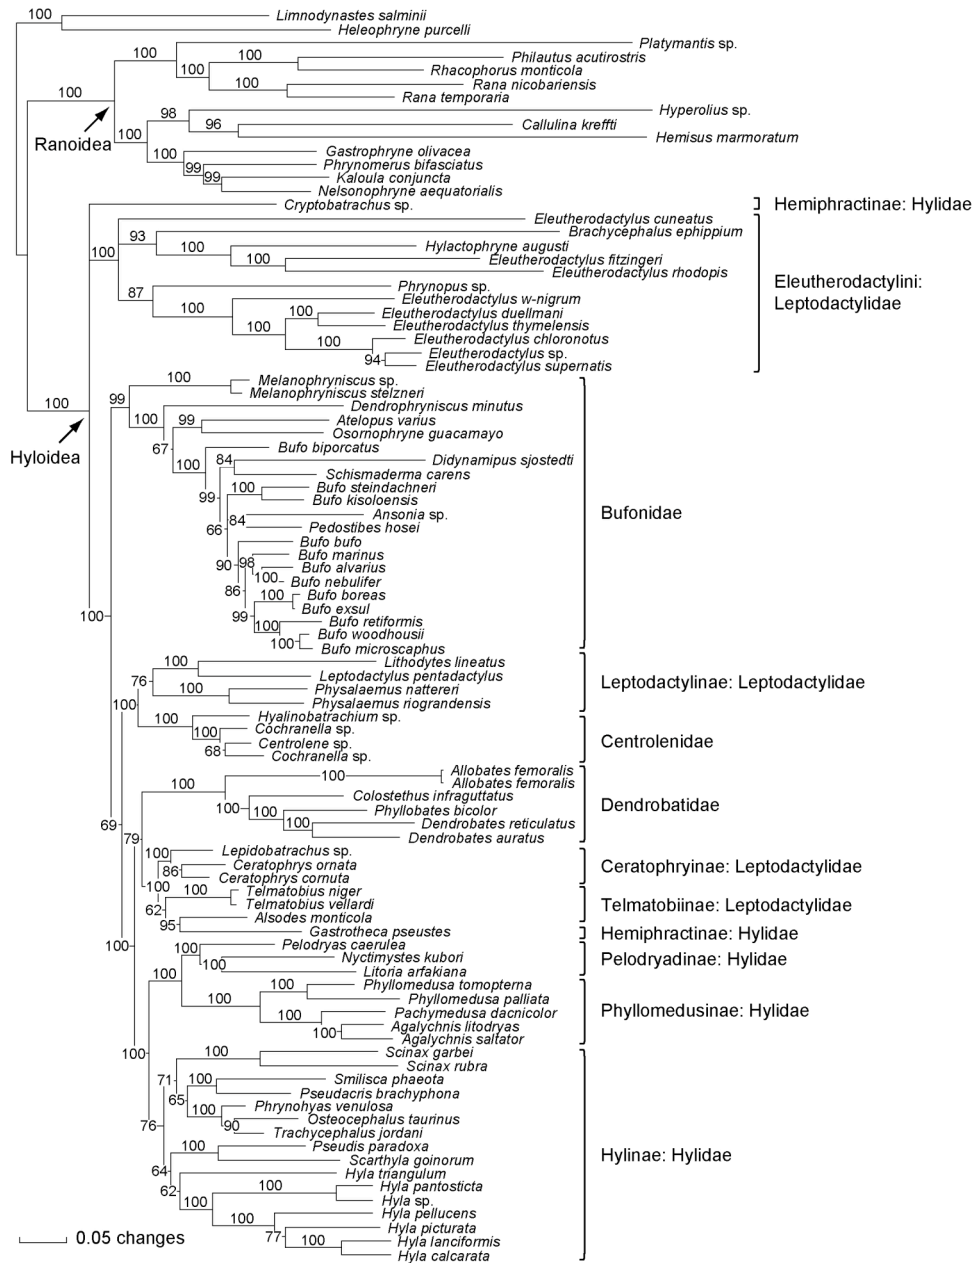 100 Limnodynastes salminii
Heleophryne purcelli
Platymantis sp.
100
100 Philautus acutirostris
100 Rhacophorus monticola
100 Rana nicobariensis
Rana temporaria
100
98 Hyperolius sp.
96 Callulina kreffti
Hemisus marmoratum
Ranoidea 100
100 Gastrophryne olivacea
99 Phrynomerus bifasciatus
99 Kaloula conjuncta
Nelsonophryne aequatorialis
Cryptobatrachus sp. Hemiphractinae: Hylidae
Eleutherodactylus cuneatus
93 Brachycephalus ephippium
100 100 Hylactophryne augusti
100 Eleutherodactylus fitzingeri
Eleutherodactylus rhodopis
Eleutherodactylini:
Leptodactylidae
87 Phrynopus sp.
100 Eleutherodactylus w-nigrum
100 Eleutherodactylus duellmani
100 Eleutherodactylus thymelensis
100 Eleutherodactylus chloronotus
94 Eleutherodactylus sp.
Eleutherodactylus supernatis
100
Hyloidea
99 100 Melanophryniscus sp.
Melanophryniscus stelzneri
100 Dendrophryniscus minutus
99 Atelopus varius
Osornophryne guacamayo
67
100 Bufo biporcatus
84 Didynamipus sjostedti
Schismaderma carens
99 100 Bufo steindachneri
Bufo kisoloensis
66 84 Ansonia sp. Bufonidae
Pedostibes hosei
Bufo bufo
90 98 Bufo marinus
Bufo alvarius
100 Bufo nebulifer
86 100 Bufo boreas
Bufo exsul
99 100 Bufo retiformis
100 Bufo woodhousii
Bufo microscaphus
100
76 100 Lithodytes lineatus
Leptodactylus pentadactylus Leptodactylinae: Leptodactylidae
100 Physalaemus nattereri
Physalaemus riograndensis
100
100 Hyalinobatrachium sp.
100 Cochranella sp. Centrolenidae
68 Centrolene sp.
Cochranella sp.
100 100 Allobates femoralis
Allobates femoralis
100 Colostethus infraguttatus Dendrobatidae
100 Phyllobates bicolor
100 Dendrobates reticulatus
Dendrobates auratus
69 79
100 Lepidobatrachus sp.
86 Ceratophrys ornata Ceratophryinae: Leptodactylidae
Ceratophrys cornuta
100 100 Telmatobius niger
Telmatobius vellardi Telmatobiinae: Leptodactylidae
62 Alsodes monticola
95 Gastrotheca pseustes Hemiphractinae: Hylidae
100 100 Pelodryas caerulea
100 Nyctimystes kubori Pelodryadinae: Hylidae
Litoria arfakiana
100 100 Phyllomedusa tomopterna
100 Phyllomedusa palliata
100 100 Pachymedusa dacnicolor Phyllomedusinae: Hylidae
100 Agalychnis litodryas
Agalychnis saltator
100
100 Scinax garbei
Scinax rubra
71 100 Smilisca phaeota
65 Pseudacris brachyphona
100 Phrynohyas venulosa
90 Osteocephalus taurinus
Trachycephalus jordani
76
100 Pseudis paradoxa
Scarthyla goinorum Hylinae: Hylidae
64 Hyla triangulum
62 100 Hyla pantosticta
100 Hyla sp.
100 Hyla pellucens
77 Hyla picturata
100 Hyla lanciformis
Hyla calcarata
0.05 changes